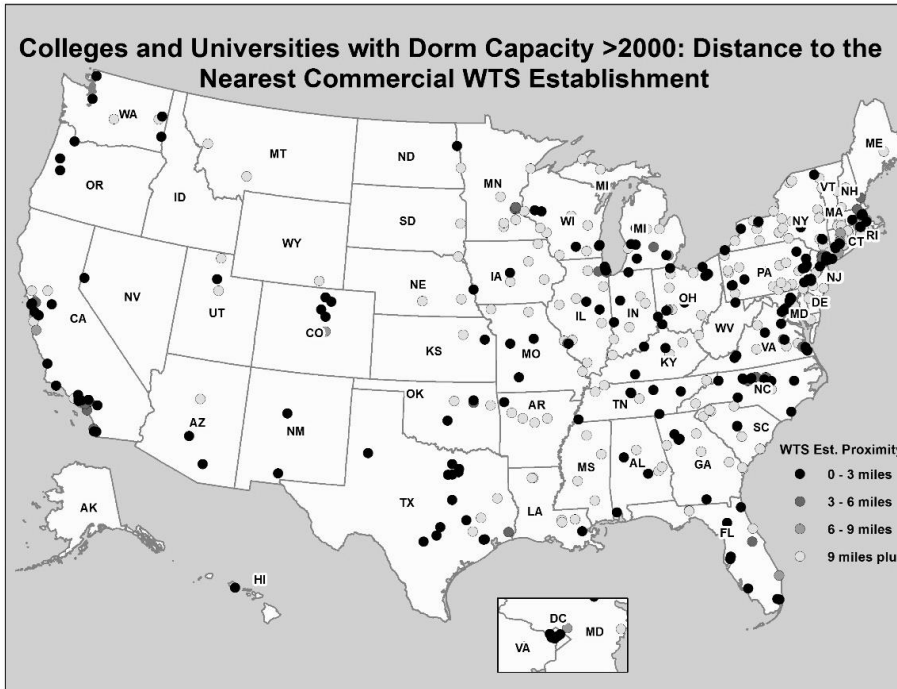 Colleges and Universities with Dorm Capacity >2000: Distance to the
Nearest Commercial WTS Establishment
WA
MT
ND
MN
ME
OR
ID
SD
WI
MI
MI
NY
VT
NH
MA
CT
RI
WY
NE
IA
PA
NJ
CA
NV
UT
CO
KS
MO
IL
IN
OH
WV
VA
MD
DE
KY
AZ
NM
OK
AR
TN
NC
SC
TX
LA
MS
AL
GA
FL
AK
HI
WTS Est. Proximity
0 - 3 miles
3 - 6 miles
6 - 9 miles
9 miles plu
DC
VA
MD